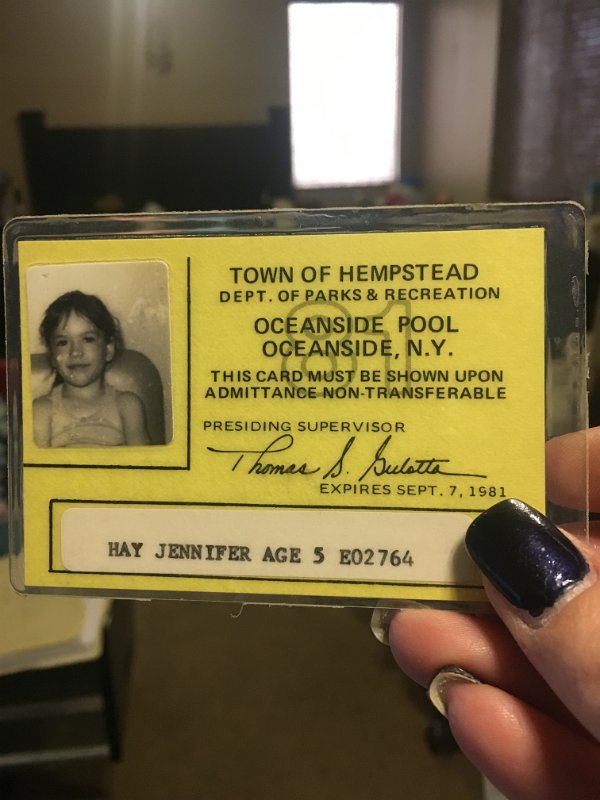 TOWN OF HEMPSTEAD
DEPT. OF PARKS & RECREATION
81
OCEANSIDE POOL
OCEANSIDE, N.Y.
THIS CARD MUST BE SHOWN UPON
ADMITTANCE NON-TRANSFERABLE
PRESIDING SUPERVISOR
Thomas S. Gulotta
EXPIRES SEPT. 7, 1981
HAY JENNIFER AGE 5 E02764